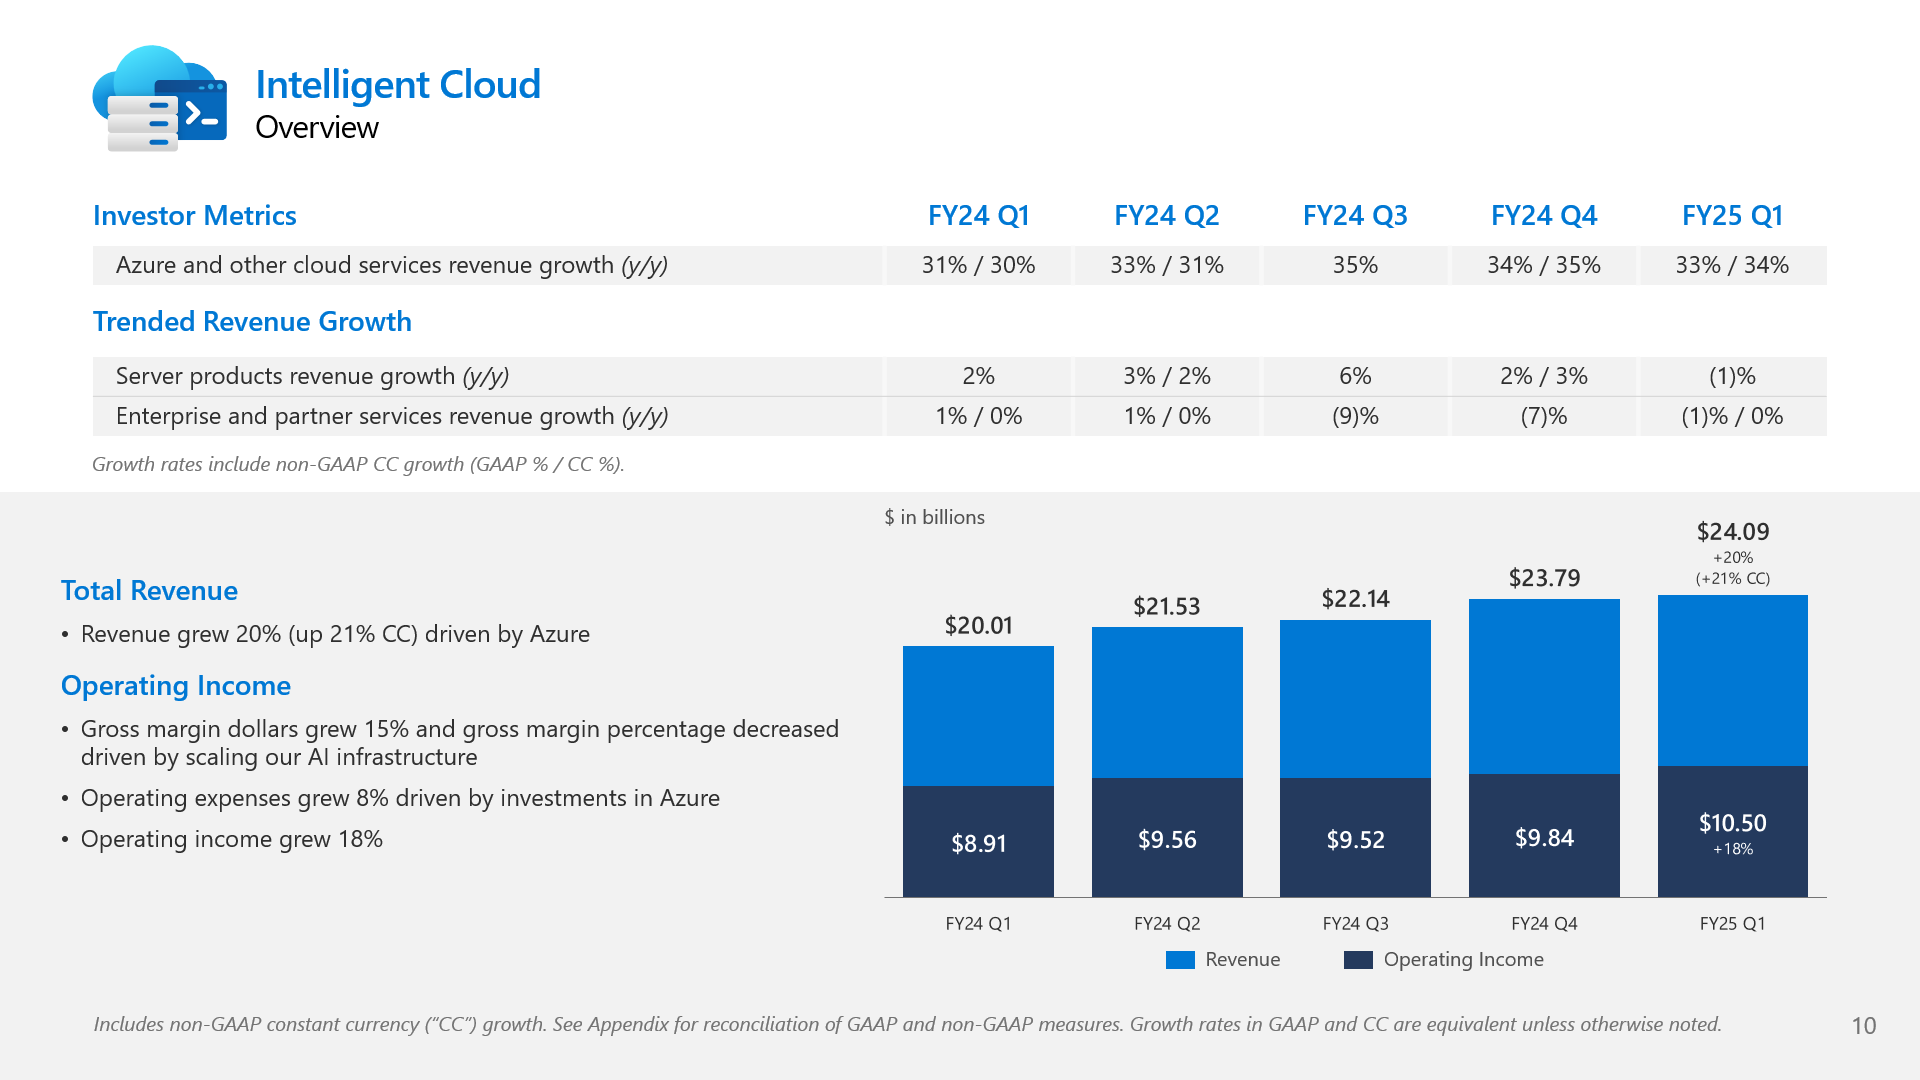 Intelligent Cloud
Overview
Investor Metrics FY24 Q1 FY24 Q2 FY24 Q3 FY24 Q4 FY25 Q1
Azure and other cloud services revenue growth (y/y) 31% / 30% 33% / 31% 35% 34% / 35% 33% / 34%
Trended Revenue Growth
Server products revenue growth (y/y) 2% 3% / 2% 6% 2% / 3% (1)%
Enterprise and partner services revenue growth (y/y) 1% / 0% 1% / 0% (9)% (7)% (1)% / 0%
Growth rates include non-GAAP CC growth (GAAP % / CC %).
Total Revenue
• Revenue grew 20% (up 21% CC) driven by Azure
Operating Income
• Gross margin dollars grew 15% and gross margin percentage decreased
driven by scaling our AI infrastructure
• Operating expenses grew 8% driven by investments in Azure
• Operating income grew 18%
$ in billions
$20.01 $21.53 $22.14 $23.79 $24.09
+20%
(+21% CC)
$8.91 $9.56 $9.52 $9.84 $10.50
+18%
FY24 Q1 FY24 Q2 FY24 Q3 FY24 Q4 FY25 Q1
Revenue Operating Income
Includes non-GAAP constant currency ("CC") growth. See Appendix for reconciliation of GAAP and non-GAAP measures. Growth rates in GAAP and CC are equivalent unless otherwise noted.
10